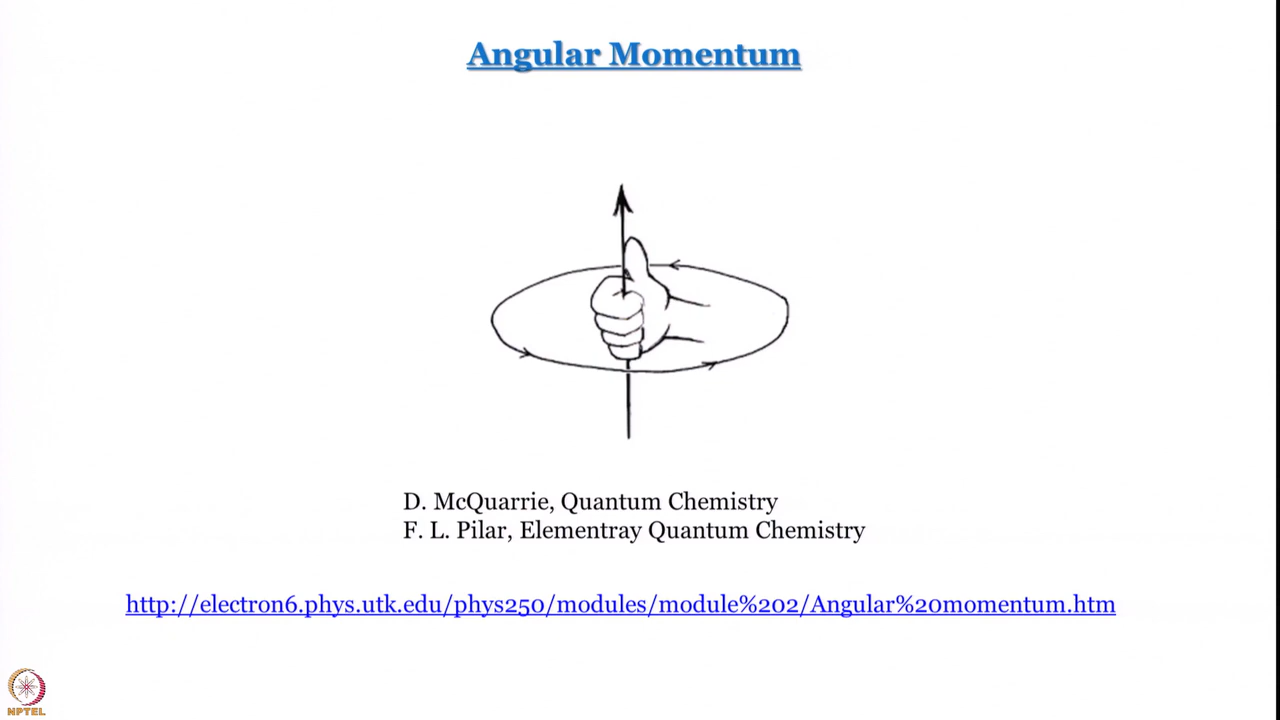 Angular Momentum
D. McQuarrie, Quantum Chemistry
F. L. Pilar, Elementray Quantum Chemistry
http://electron6.phys.utk.edu/phys250/modules/module%202/Angular%20momentum.htm
NPTEL